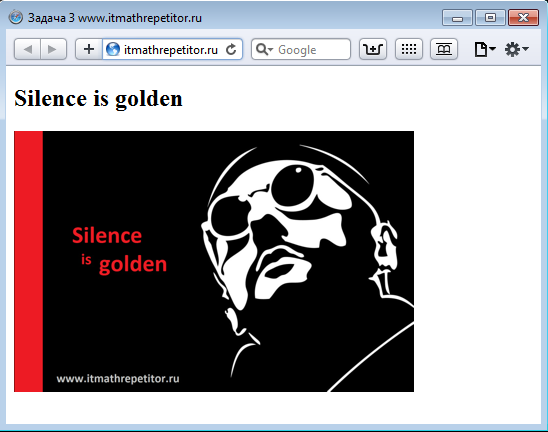 Задача 3 www.itmathrepetitor.ru
itmathrepetitor.ru
Google
Silence is golden
Silence
is golden
www.itmathrepetitor.ru